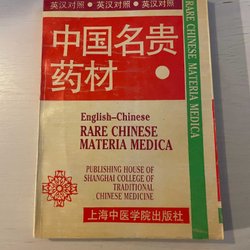 英汉对照 • 英汉对照 • 英汉对照
中国名贵
药材 •
English–Chinese
RARE CHINESE
MATERIA MEDICA
PUBLISHING HOUSE OF
SHANGHAI COLLEGE OF
TRADITIONAL
CHINESE MEDICINE
上海中医学院出版社
RARE CHINESE MATERIA MEDICA